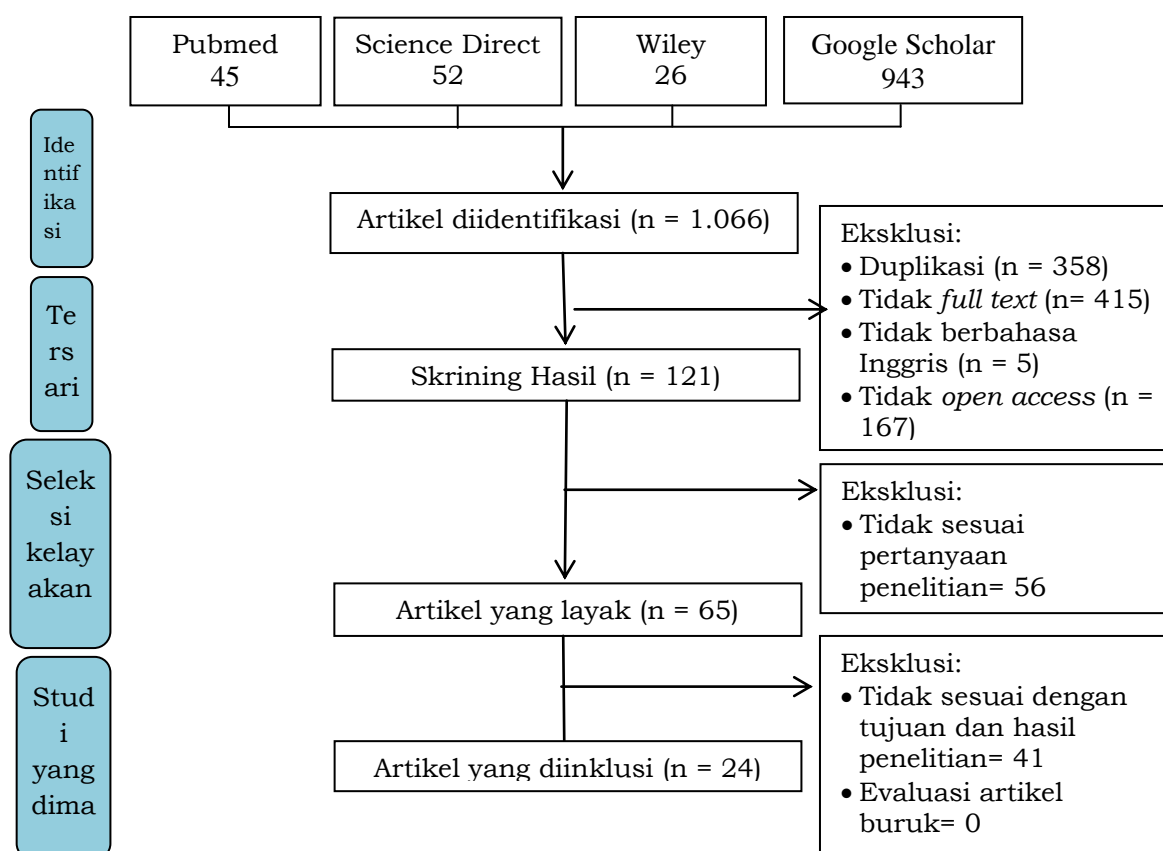 Pubmed
45
Science Direct
52
Wiley
26
Google Scholar
943
Ide
ntif
ika
si
Artikel diidentifikasi (n = 1.066)
Eksklusi:
• Duplikasi (n = 358)
• Tidak full text (n= 415)
• Tidak berbahasa
Inggris (n = 5)
• Tidak open access (n =
167)
Te
rs
ari
Skrining Hasil (n = 121)
Selek
si
kelay
akan
Eksklusi:
• Tidak sesuai
pertanyaan
penelitian= 56
Artikel yang layak (n = 65)
Stud
i
yang
dima
Eksklusi:
• Tidak sesuai dengan
tujuan dan hasil
penelitian= 41
• Evaluasi artikel
buruk= 0
Artikel yang diinklusi (n = 24)